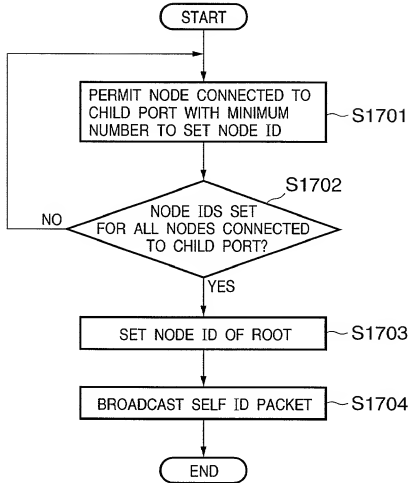 START
PERMIT NODE CONNECTED TO
CHILD PORT WITH MINIMUM
NUMBER TO SET NODE ID
S1701
S1702
NODE IDS SET
FOR ALL NODES CONNECTED
TO CHILD PORT?
NO
YES
SET NODE ID OF ROOT
S1703
BROADCAST SELF ID PACKET
S1704
END